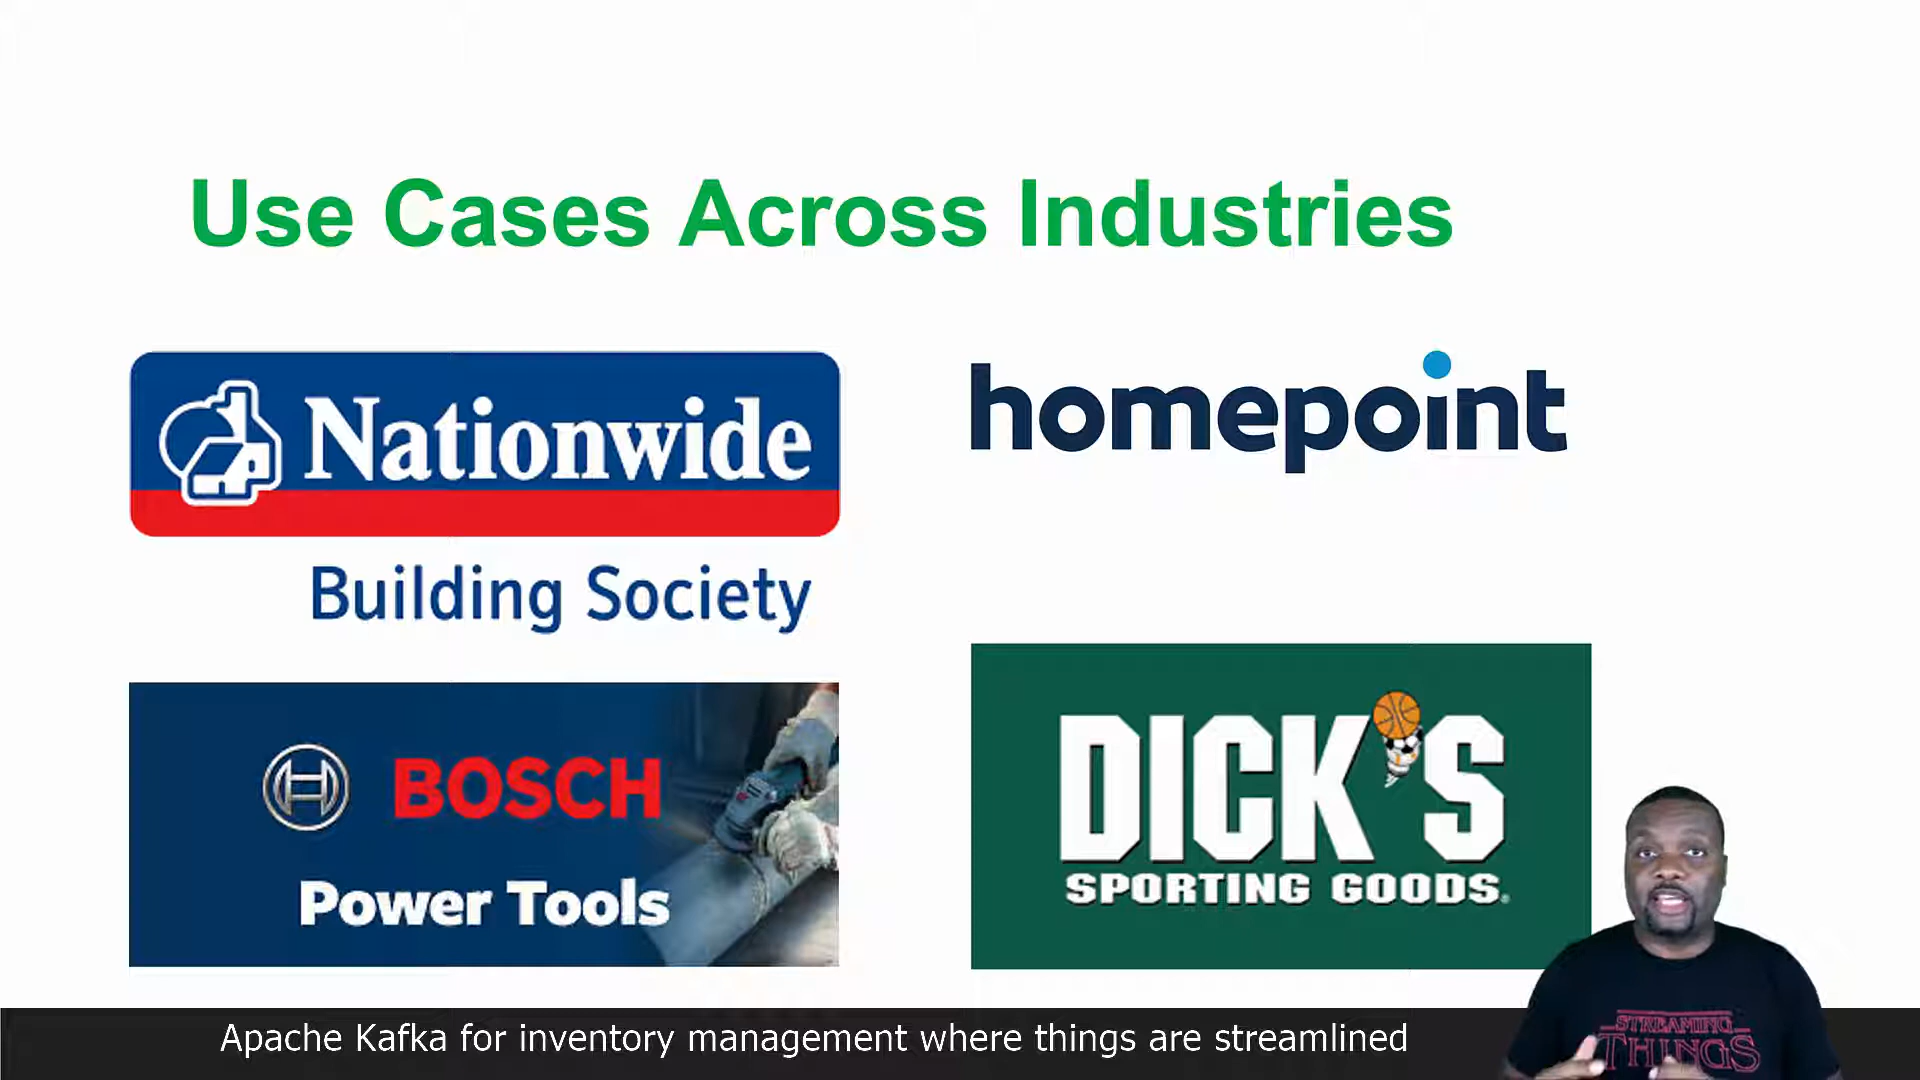 Use Cases Across Industries
Nationwide
Building Society
homepoint
BOSCH
Power Tools
DICK'S
SPORTING GOODS
Apache Kafka for inventory management where things are streamlined
STREAMING
THINGS